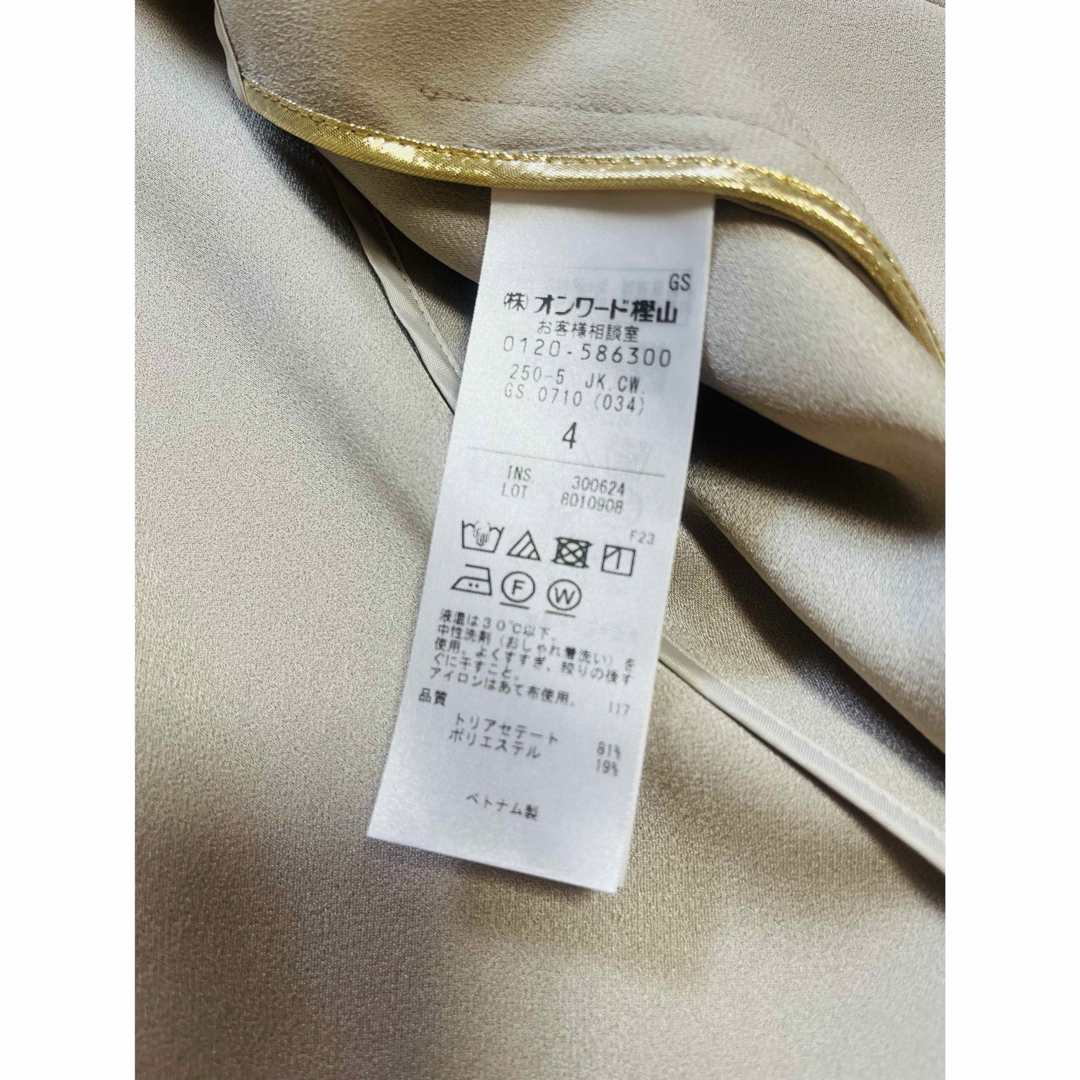 GS
(株)オンワード樫山
お客様相談室
0120-586300
250-5 JK.CW.
GS.0710 (034)
4
INS. 300624
LOT 8010908
F23
F W
液温は30℃以下。
中性洗剤(おしゃれ着洗い)を
使用。よくすすぎ、絞りの後す
ぐに干すこと。
アイロンはあて布使用。 117
品質
トリアセテート 81%
ポリエステル 19%
ベトナム製